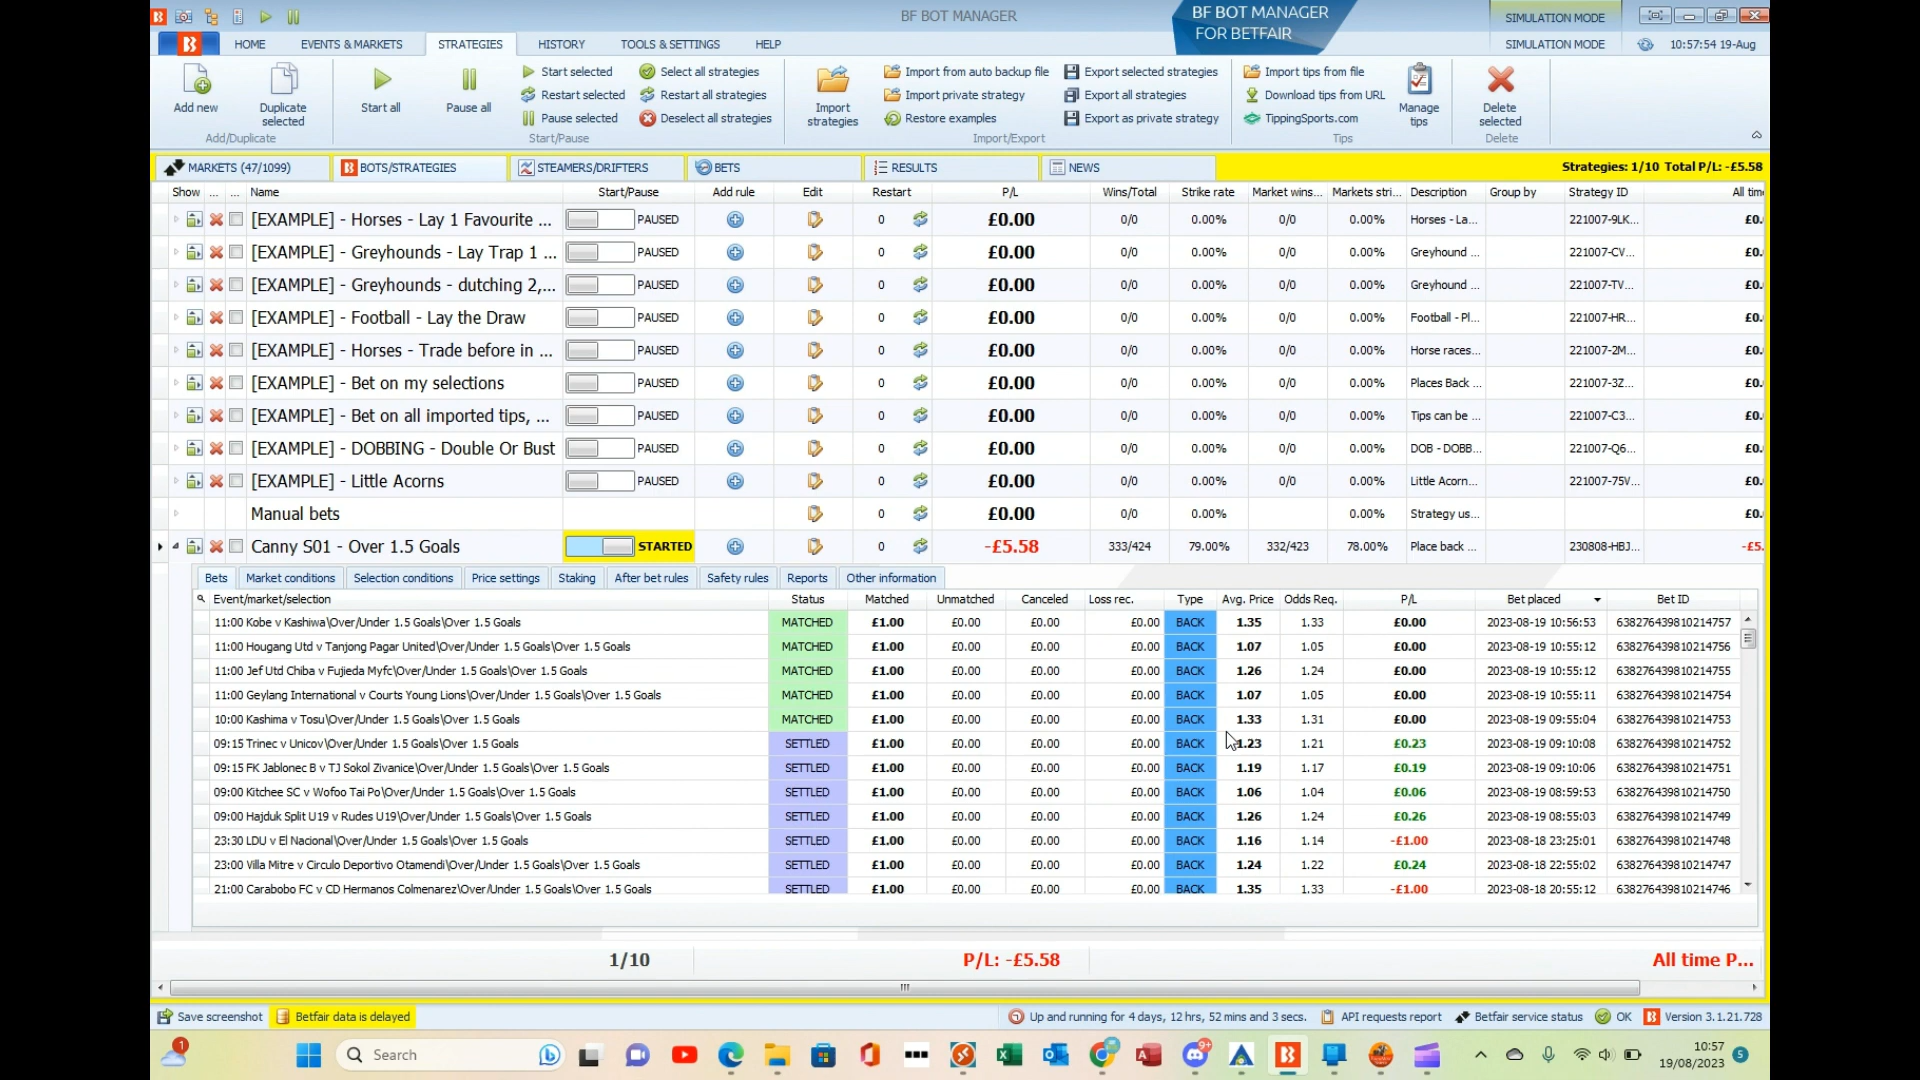 BF BOT MANAGER
BF BOT MANAGER
FOR BETFAIR
SIMULATION MODE
HOME EVENTS & MARKETS STRATEGIES HISTORY TOOLS & SETTINGS HELP
SIMULATION MODE 10:57:54 19-Aug
Start selected Select all strategies Import from auto backup file Export selected strategies Import tips from file
Restart selected Restart all strategies Import private strategy Export all strategies Download tips from URL
Add new Duplicate selected Start all Pause all Import strategies Manage tips Delete selected
Pause selected Deselect all strategies Restore examples Export as private strategy TippingSports.com
Add/Duplicate Start/Pause Import/Export Tips Delete
MARKETS (47/1099) BOTS/STRATEGIES STEAMERS/DRIFTERS BETS RESULTS NEWS Strategies: 1/10 Total P/L: -£5.58
Show ... ... Name Start/Pause Add rule Edit Restart P/L Wins/Total Strike rate Market wins... Markets stri... Description Group by Strategy ID All tim
[EXAMPLE] - Horses - Lay 1 Favourite ... PAUSED 0 £0.00 0/0 0.00% 0/0 0.00% Horses - La... 221007-9LK... £0.
[EXAMPLE] - Greyhounds - Lay Trap 1 ... PAUSED 0 £0.00 0/0 0.00% 0/0 0.00% Greyhound ... 221007-CV... £0.
[EXAMPLE] - Greyhounds - dutching 2,... PAUSED 0 £0.00 0/0 0.00% 0/0 0.00% Greyhound ... 221007-TV... £0.
[EXAMPLE] - Football - Lay the Draw PAUSED 0 £0.00 0/0 0.00% 0/0 0.00% Football - Pl... 221007-HR... £0.
[EXAMPLE] - Horses - Trade before in ... PAUSED 0 £0.00 0/0 0.00% 0/0 0.00% Horse races... 221007-2M... £0.
[EXAMPLE] - Bet on my selections PAUSED 0 £0.00 0/0 0.00% 0/0 0.00% Places Back ... 221007-3Z... £0.
[EXAMPLE] - Bet on all imported tips, ... PAUSED 0 £0.00 0/0 0.00% 0/0 0.00% Tips can be ... 221007-C3... £0.
[EXAMPLE] - DOBBING - Double Or Bust PAUSED 0 £0.00 0/0 0.00% 0/0 0.00% DOB - DOBB... 221007-Q6... £0.
[EXAMPLE] - Little Acorns PAUSED 0 £0.00 0/0 0.00% 0/0 0.00% Little Acorn... 221007-75V... £0.
Manual bets 0 £0.00 0/0 0.00% 0.00% Strategy us... £0.
Canny S01 - Over 1.5 Goals STARTED 0 -£5.58 333/424 79.00% 332/423 78.00% Place back ... 230808-HBJ... -£5.
Bets Market conditions Selection conditions Price settings Staking After bet rules Safety rules Reports Other information
Event/market/selection Status Matched Unmatched Canceled Loss rec. Type Avg. Price Odds Req. P/L Bet placed Bet ID
11:00 Kobe v Kashiwa\Over/Under 1.5 Goals\Over 1.5 Goals MATCHED £1.00 £0.00 £0.00 £0.00 BACK 1.35 1.33 £0.00 2023-08-19 10:56:53 638276439810214757
11:00 Hougang Utd v Tanjong Pagar United\Over/Under 1.5 Goals\Over 1.5 Goals MATCHED £1.00 £0.00 £0.00 £0.00 BACK 1.07 1.05 £0.00 2023-08-19 10:55:12 638276439810214756
11:00 Jef Utd Chiba v Fujieda Myfc\Over/Under 1.5 Goals\Over 1.5 Goals MATCHED £1.00 £0.00 £0.00 £0.00 BACK 1.26 1.24 £0.00 2023-08-19 10:55:12 638276439810214755
11:00 Geylang International v Courts Young Lions\Over/Under 1.5 Goals\Over 1.5 Goals MATCHED £1.00 £0.00 £0.00 £0.00 BACK 1.07 1.05 £0.00 2023-08-19 10:55:11 638276439810214754
10:00 Kashima v Tosu\Over/Under 1.5 Goals\Over 1.5 Goals MATCHED £1.00 £0.00 £0.00 £0.00 BACK 1.33 1.31 £0.00 2023-08-19 09:55:04 638276439810214753
09:15 Trinec v Unicov\Over/Under 1.5 Goals\Over 1.5 Goals SETTLED £1.00 £0.00 £0.00 £0.00 BACK 1.23 1.21 £0.23 2023-08-19 09:10:08 638276439810214752
09:15 FK Jablonec B v TJ Sokol Zivanice\Over/Under 1.5 Goals\Over 1.5 Goals SETTLED £1.00 £0.00 £0.00 £0.00 BACK 1.19 1.17 £0.19 2023-08-19 09:10:06 638276439810214751
09:00 Kitchee SC v Wofoo Tai Po\Over/Under 1.5 Goals\Over 1.5 Goals SETTLED £1.00 £0.00 £0.00 £0.00 BACK 1.06 1.04 £0.06 2023-08-19 08:59:53 638276439810214750
09:00 Hajduk Split U19 v Rudes U19\Over/Under 1.5 Goals\Over 1.5 Goals SETTLED £1.00 £0.00 £0.00 £0.00 BACK 1.26 1.24 £0.26 2023-08-19 08:55:03 638276439810214749
23:30 LDU v El Nacional\Over/Under 1.5 Goals\Over 1.5 Goals SETTLED £1.00 £0.00 £0.00 £0.00 BACK 1.16 1.14 -£1.00 2023-08-18 23:25:01 638276439810214748
23:00 Villa Mitre v Circulo Deportivo Otamendi\Over/Under 1.5 Goals\Over 1.5 Goals SETTLED £1.00 £0.00 £0.00 £0.00 BACK 1.24 1.22 £0.24 2023-08-18 22:55:02 638276439810214747
21:00 Carabobo FC v CD Hermanos Colmenarez\Over/Under 1.5 Goals\Over 1.5 Goals SETTLED £1.00 £0.00 £0.00 £0.00 BACK 1.35 1.33 -£1.00 2023-08-18 20:55:12 638276439810214746
1/10 P/L: -£5.58 All time P...
Save screenshot Betfair data is delayed Up and running for 4 days, 12 hrs, 52 mins and 3 secs. API requests report Betfair service status OK Version 3.1.21.728
1 Search 9+ 10:57
19/08/2023 5